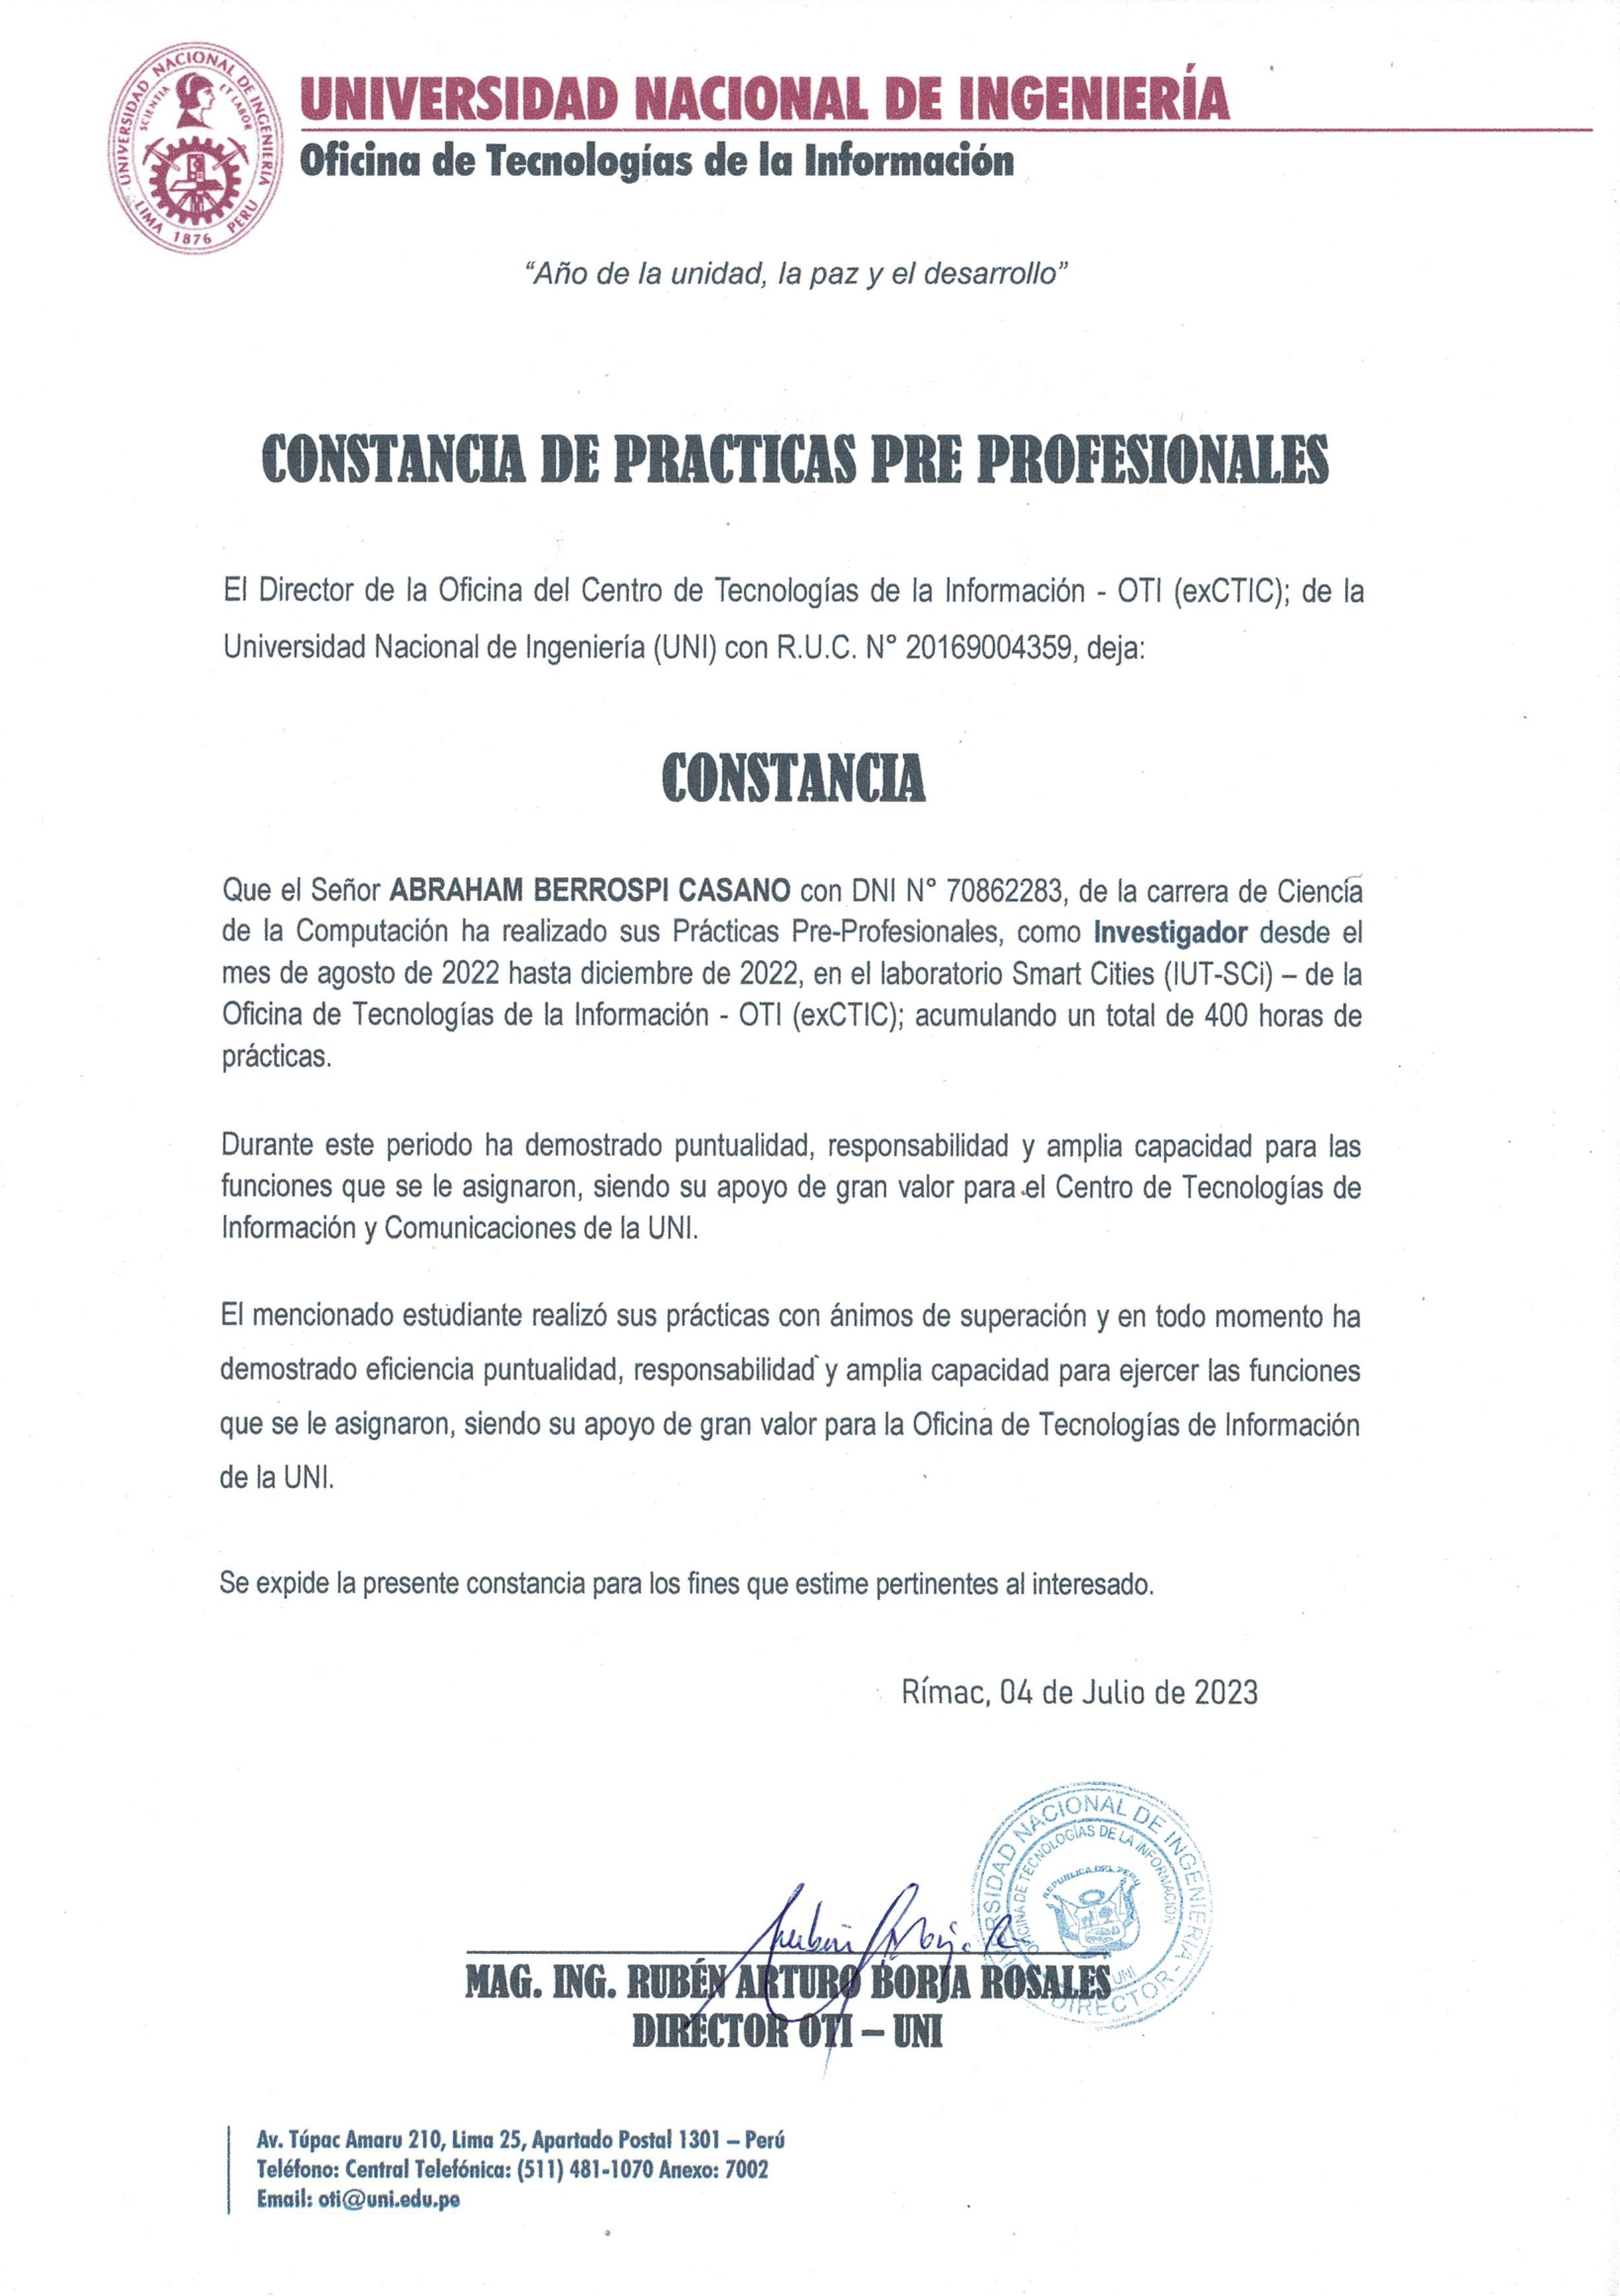 UNIVERSIDAD NACIONAL DE INGENIERÍA
SCIENTIA ET LABOR
LIMA 1876 PERU
UNIVERSIDAD NACIONAL DE INGENIERÍA
Oficina de Tecnologías de la Información
“Año de la unidad, la paz y el desarrollo”
CONSTANCIA DE PRACTICAS PRE PROFESIONALES
El Director de la Oficina del Centro de Tecnologías de la Información - OTI (exCTIC); de la
Universidad Nacional de Ingeniería (UNI) con R.U.C. N° 20169004359, deja:
CONSTANCIA
Que el Señor ABRAHAM BERROSPI CASANO con DNI N° 70862283, de la carrera de Ciencia
de la Computación ha realizado sus Prácticas Pre-Profesionales, como Investigador desde el
mes de agosto de 2022 hasta diciembre de 2022, en el laboratorio Smart Cities (IUT-SCi) – de la
Oficina de Tecnologías de la Información - OTI (exCTIC); acumulando un total de 400 horas de
prácticas.
Durante este periodo ha demostrado puntualidad, responsabilidad y amplia capacidad para las
funciones que se le asignaron, siendo su apoyo de gran valor para el Centro de Tecnologías de
Información y Comunicaciones de la UNI.
El mencionado estudiante realizó sus prácticas con ánimos de superación y en todo momento ha
demostrado eficiencia puntualidad, responsabilidad y amplia capacidad para ejercer las funciones
que se le asignaron, siendo su apoyo de gran valor para la Oficina de Tecnologías de Información
de la UNI.
Se expide la presente constancia para los fines que estime pertinentes al interesado.
Rímac, 04 de Julio de 2023
NACIONAL DE INGENIERIA
DE TECNOLOGÍAS DE LA INFORMACIÓN
REPUBLICA DEL PERU
UNI
DIRECTOR
MAG. ING. RUBÉN ARTURO BORJA ROSALES
DIRECTOR OTI – UNI
Av. Túpac Amaru 210, Lima 25, Apartado Postal 1301 – Perú
Teléfono: Central Telefónica: (511) 481-1070 Anexo: 7002
Email: oti@uni.edu.pe